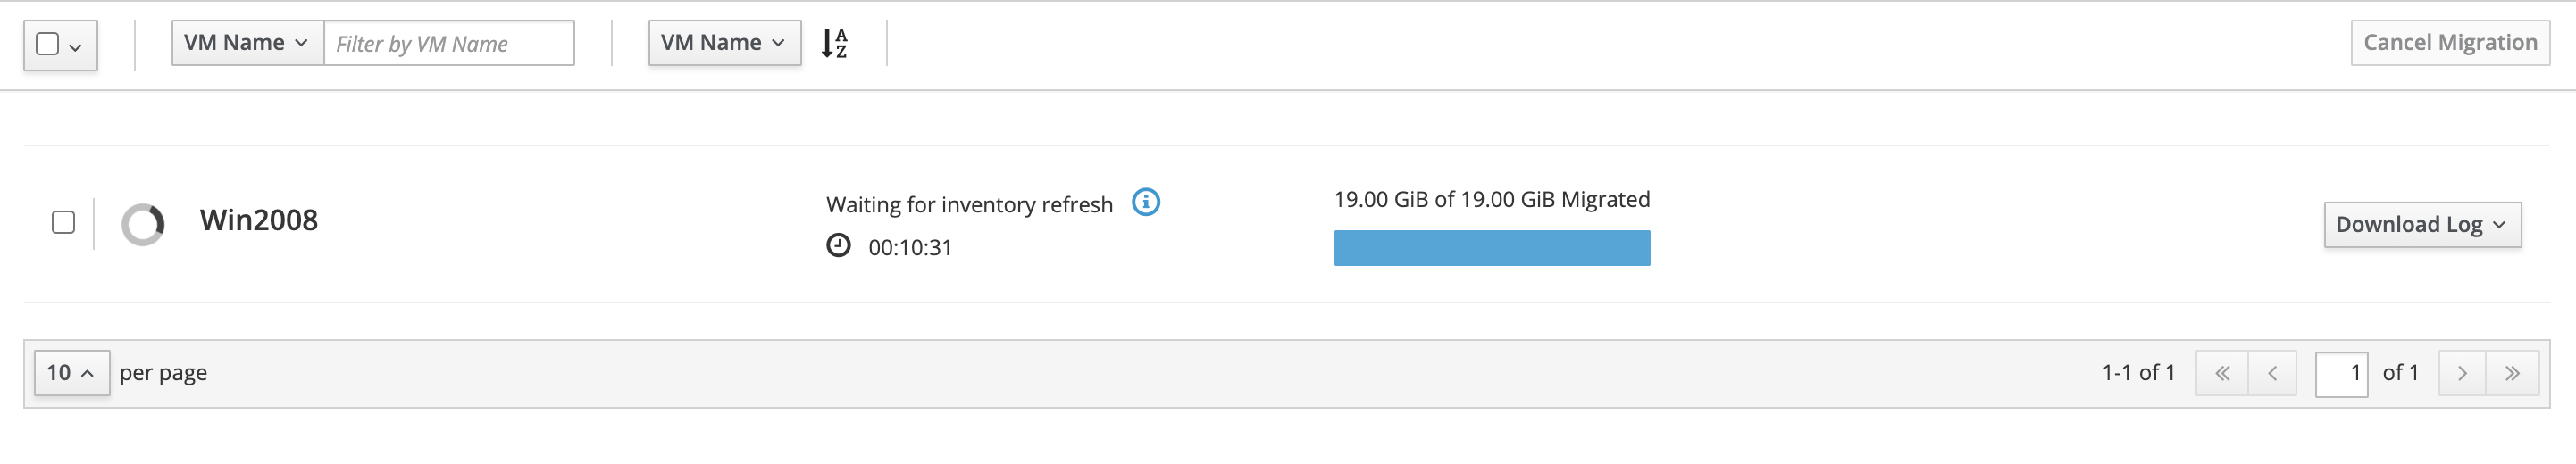 VM Name Filter by VM Name VM Name A Z Cancel Migration
Win2008
Waiting for inventory refresh
00:10:31
19.00 GiB of 19.00 GiB Migrated
Download Log
10 per page 1-1 of 1 1 of 1